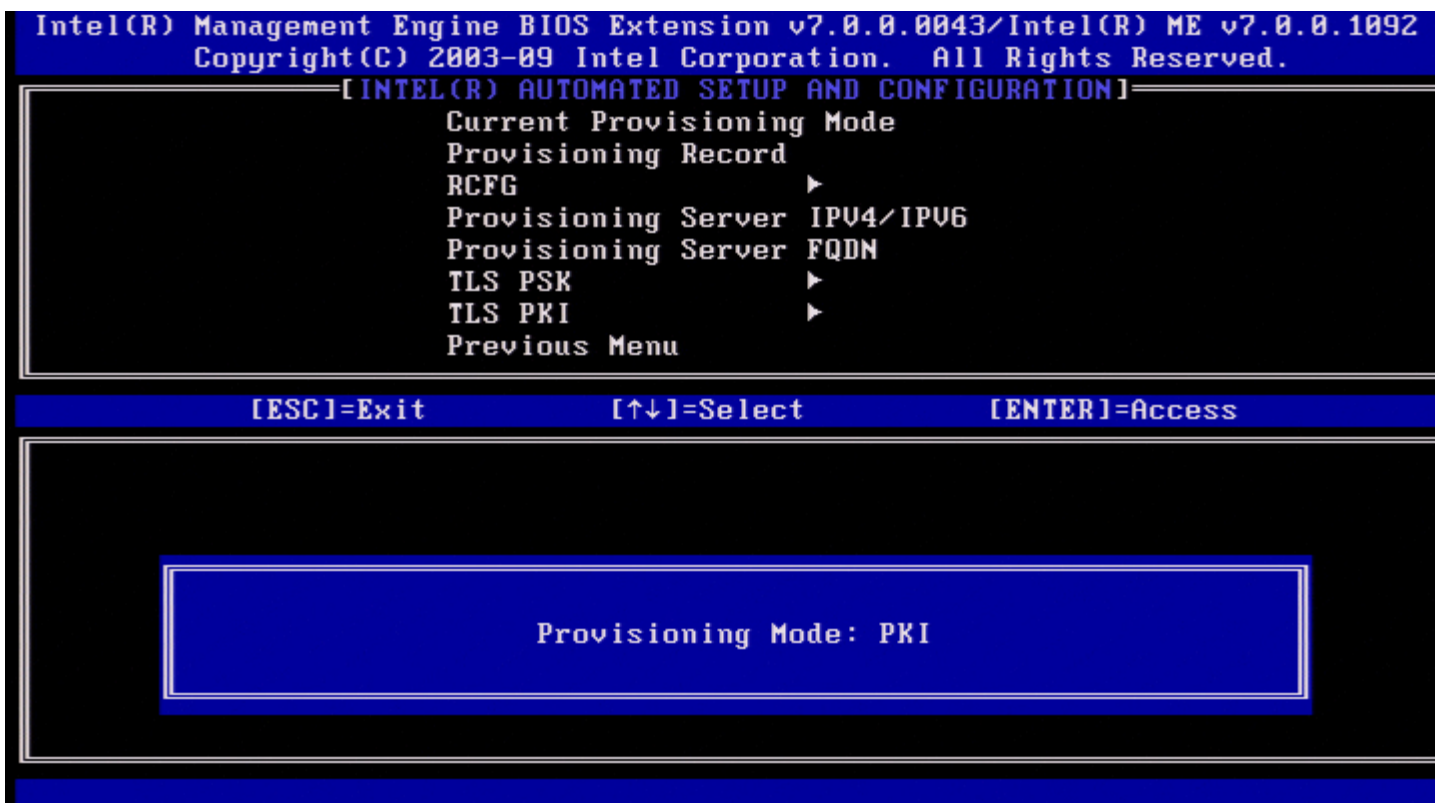 Intel(R) Management Engine BIOS Extension v7.0.0.0043/Intel(R) ME v7.0.0.1092
Copyright(C) 2003-09 Intel Corporation. All Rights Reserved.
[INTEL(R) AUTOMATED SETUP AND CONFIGURATION]
Current Provisioning Mode
Provisioning Record
RCFG ►
Provisioning Server IPV4/IPV6
Provisioning Server FQDN
TLS PSK ►
TLS PKI ►
Previous Menu
[ESC]=Exit [↑↓]=Select [ENTER]=Access
Provisioning Mode: PKI